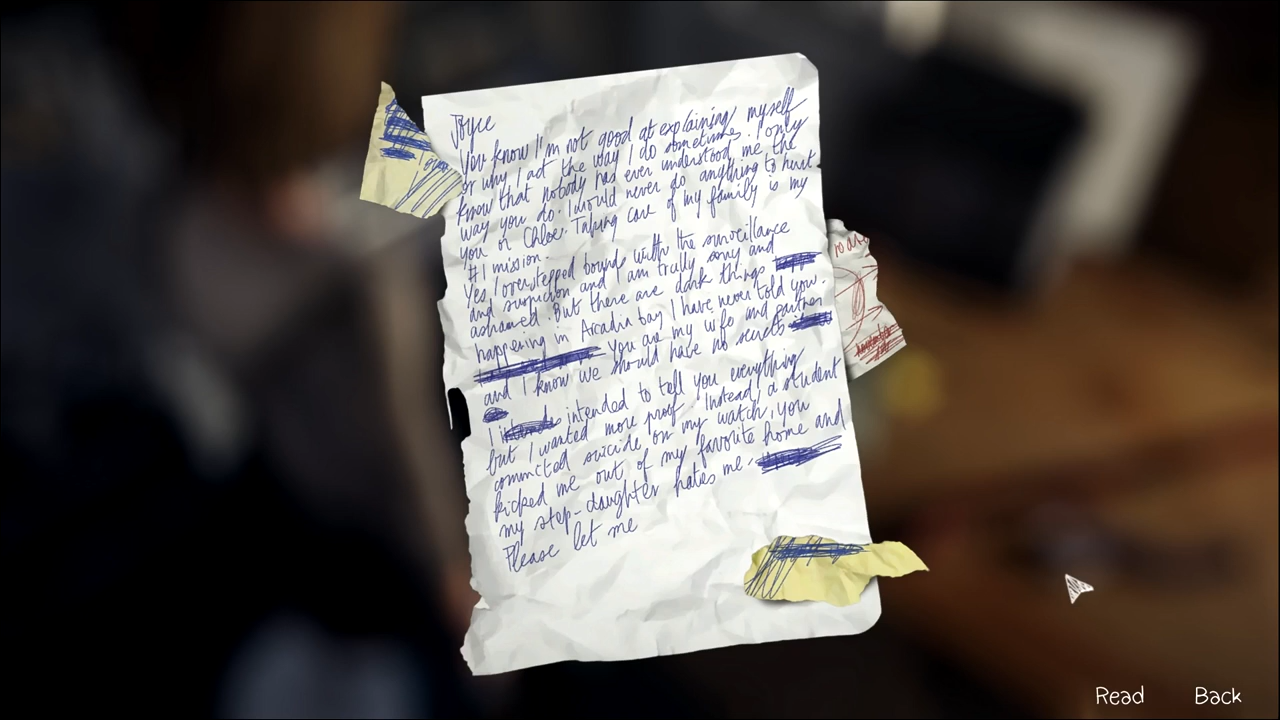 Joyce
You know I'm not good at explaining myself
or why I act the way I do sometimes. I only
know that nobody has ever understood me the
way you do. I would never do anything to hurt
you or Chloe. Taking care of my family is my
#1 mission.
Yes I overstepped bounds with the surveillance
and suspicion and I am trully sorry and
ashamed. But there are dark things
happening in Arcadia bay I have never told you.
You are my wife and partner
and I know we should have no secrets
I intended to tell you everything
but I wanted more proof. Instead, a student
commited suicide on my watch, you
kicked me out of my favorite home and
my step-daughter hates me.
Please let me
Read Back